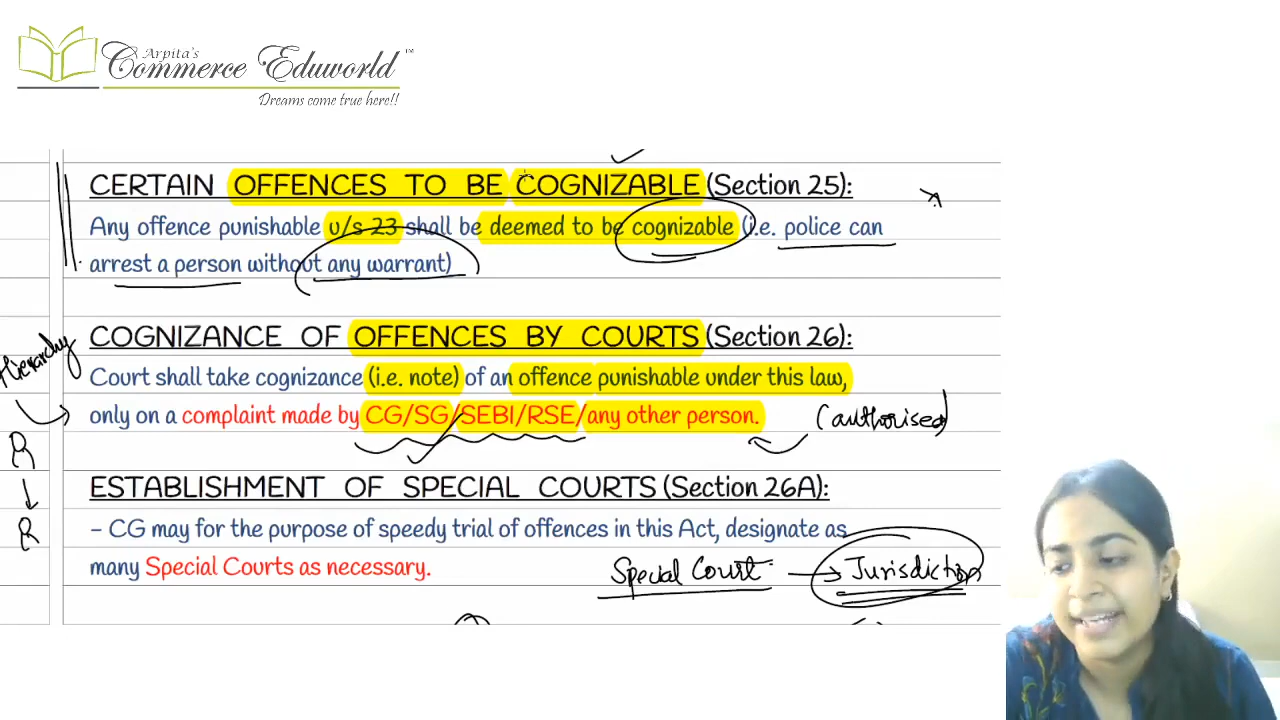 Arpita's
Commerce Eduworld™
Dreams come true here!!
CERTAIN OFFENCES TO BE COGNIZABLE (Section 25):
Any offence punishable u/s 23 shall be deemed to be cognizable (i.e. police can
arrest a person without any warrant)
COGNIZANCE OF OFFENCES BY COURTS (Section 26):
Hierarchy
Court shall take cognizance (i.e. note) of an offence punishable under this law,
only on a complaint made by CG/SG/SEBI/RSE/any other person. (authorised)
ESTABLISHMENT OF SPECIAL COURTS (Section 26A):
– CG may for the purpose of speedy trial of offences in this Act, designate as
many Special Courts as necessary.
Special Court → Jurisdiction